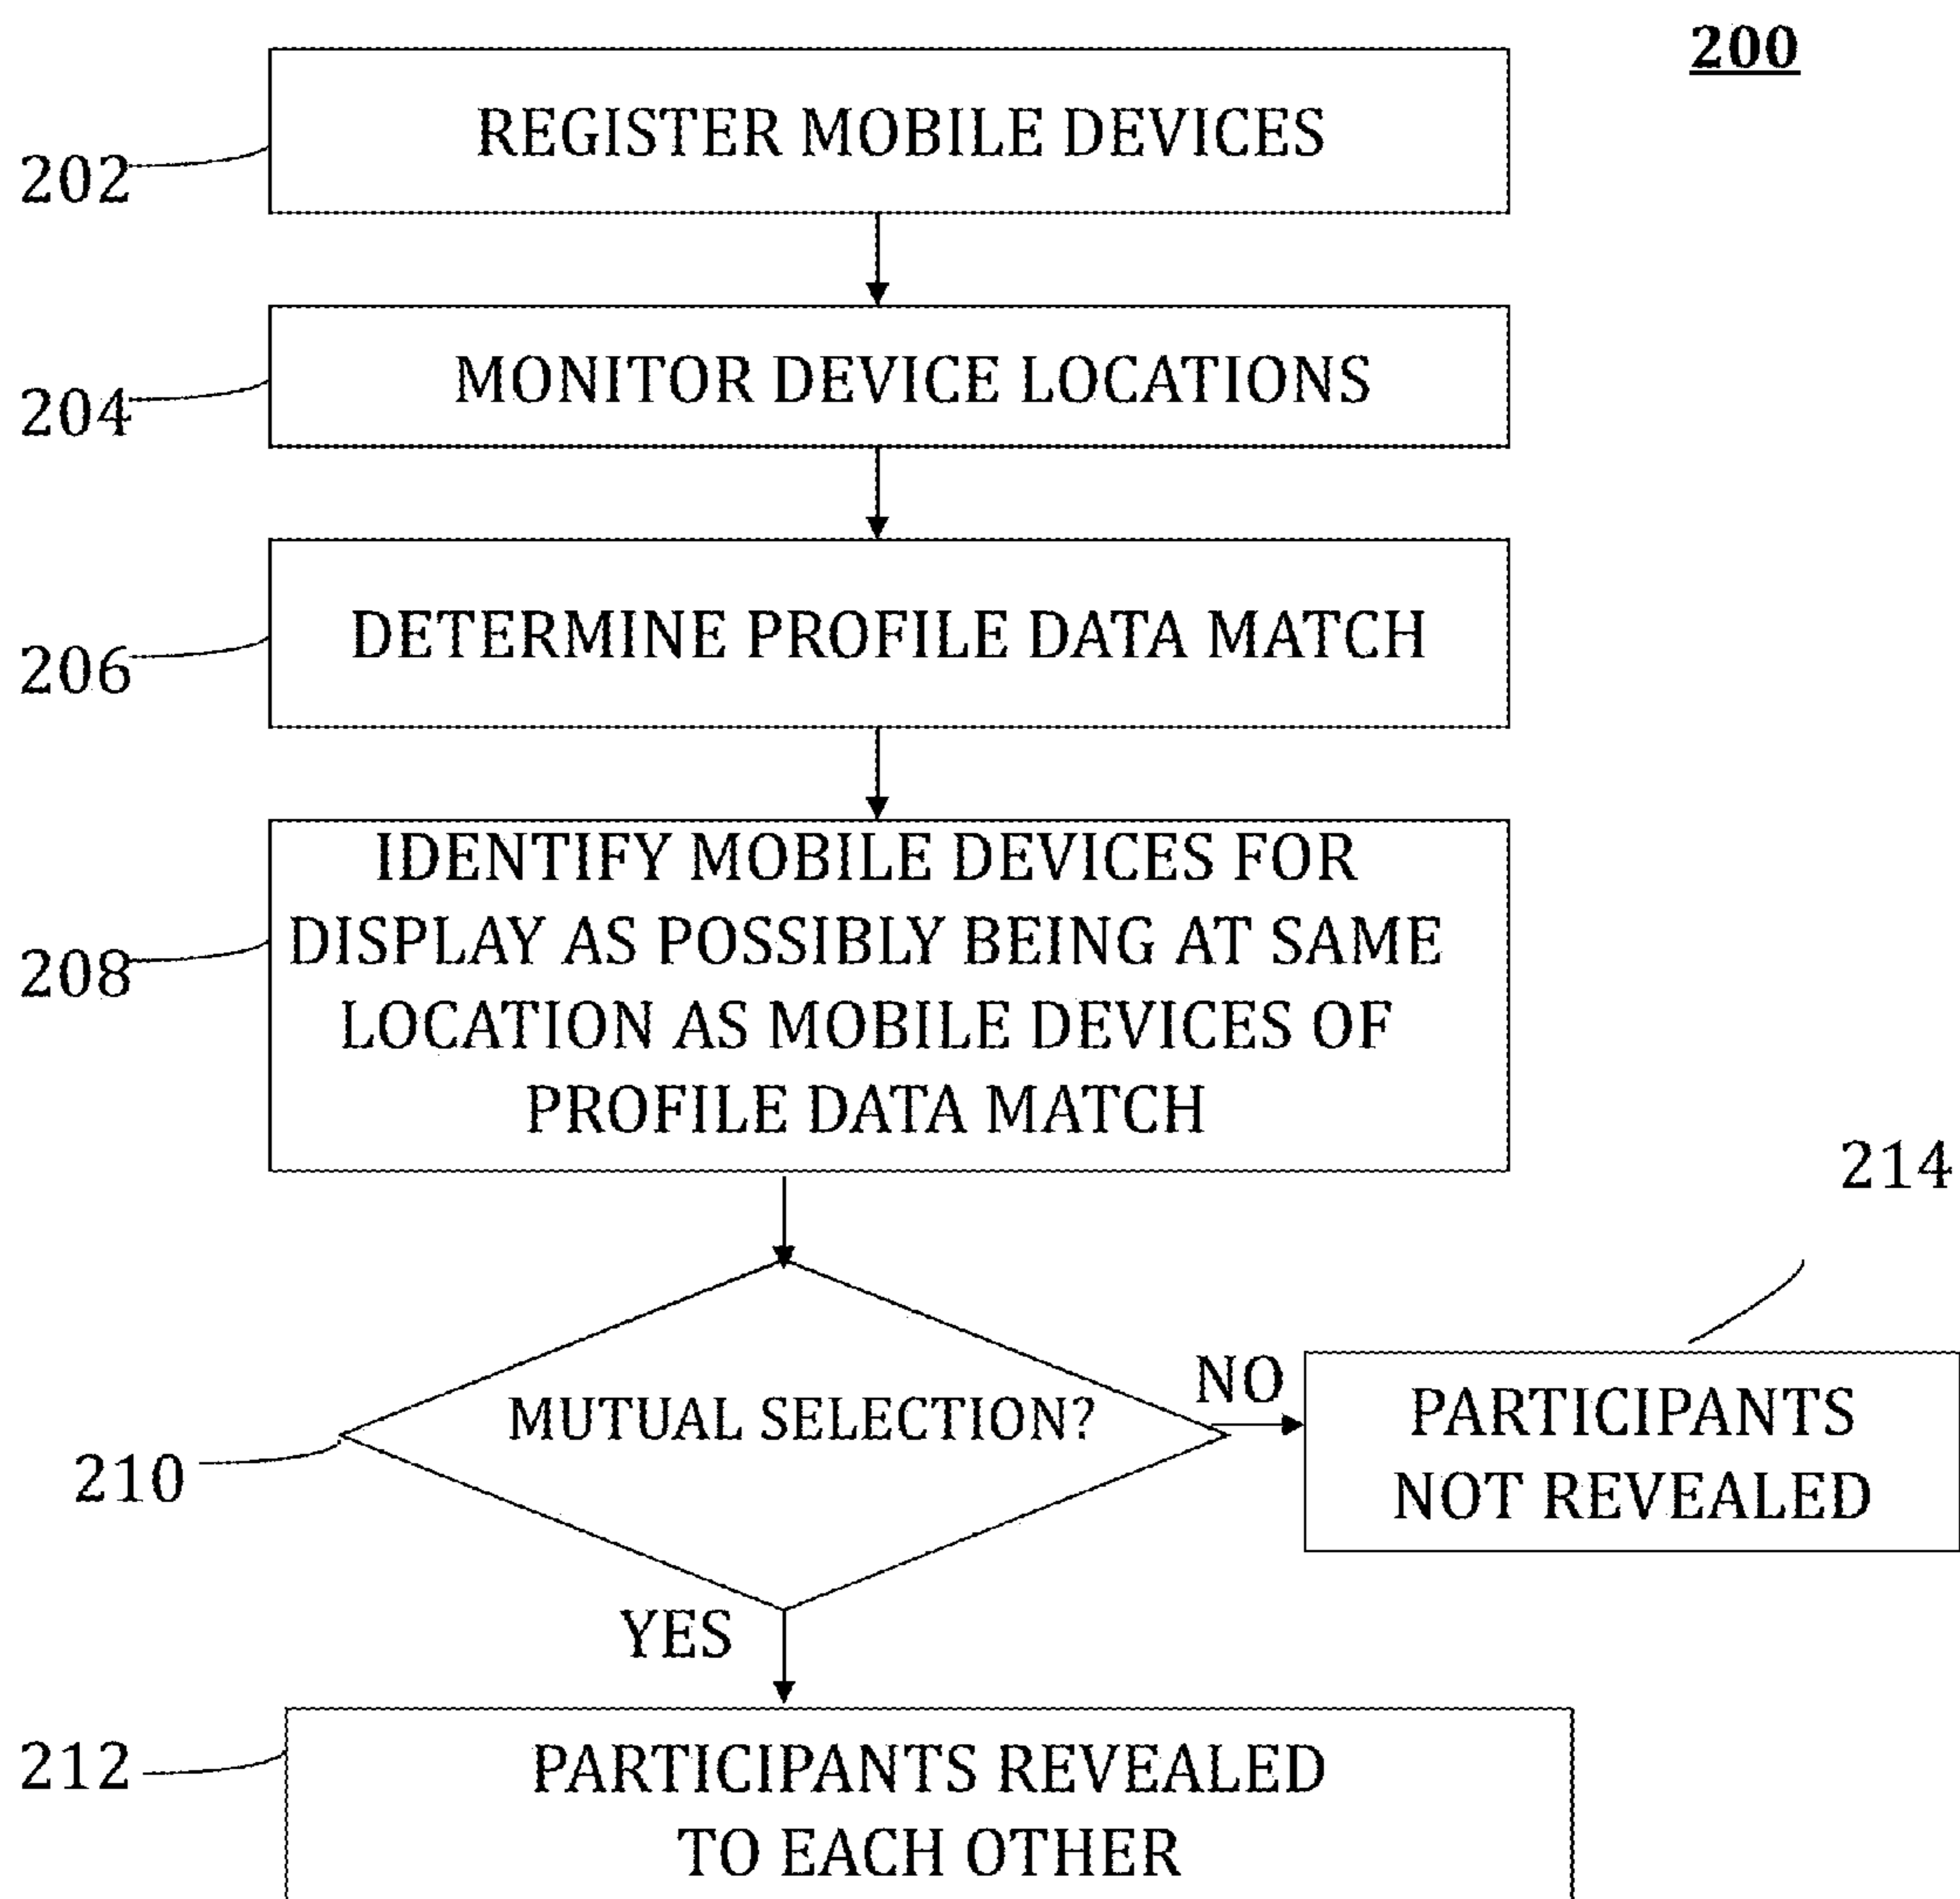 200
REGISTER MOBILE DEVICES
202
MONITOR DEVICE LOCATIONS
204
DETERMINE PROFILE DATA MATCH
206
IDENTIFY MOBILE DEVICES FOR
DISPLAY AS POSSIBLY BEING AT SAME
LOCATION AS MOBILE DEVICES OF
PROFILE DATA MATCH
208
214
MUTUAL SELECTION?
210
NO
PARTICIPANTS
NOT REVEALED
YES
212
PARTICIPANTS REVEALED
TO EACH OTHER